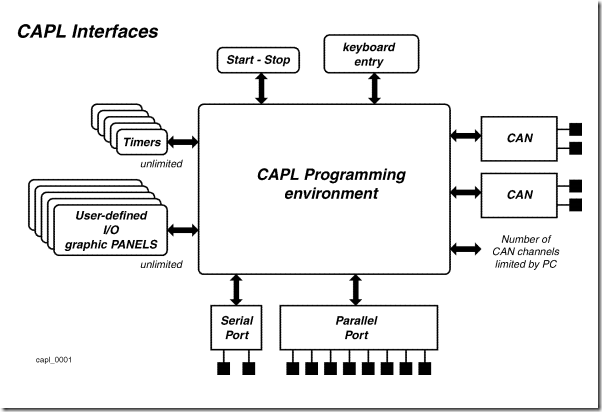 CAPL Interfaces
Start - Stop
keyboard
entry
Timers
unlimited
CAPL Programming
environment
CAN
CAN
User-defined
I/O
graphic PANELS
unlimited
Number of
CAN channels
limited by PC
Serial
Port
Parallel
Port
capl_0001